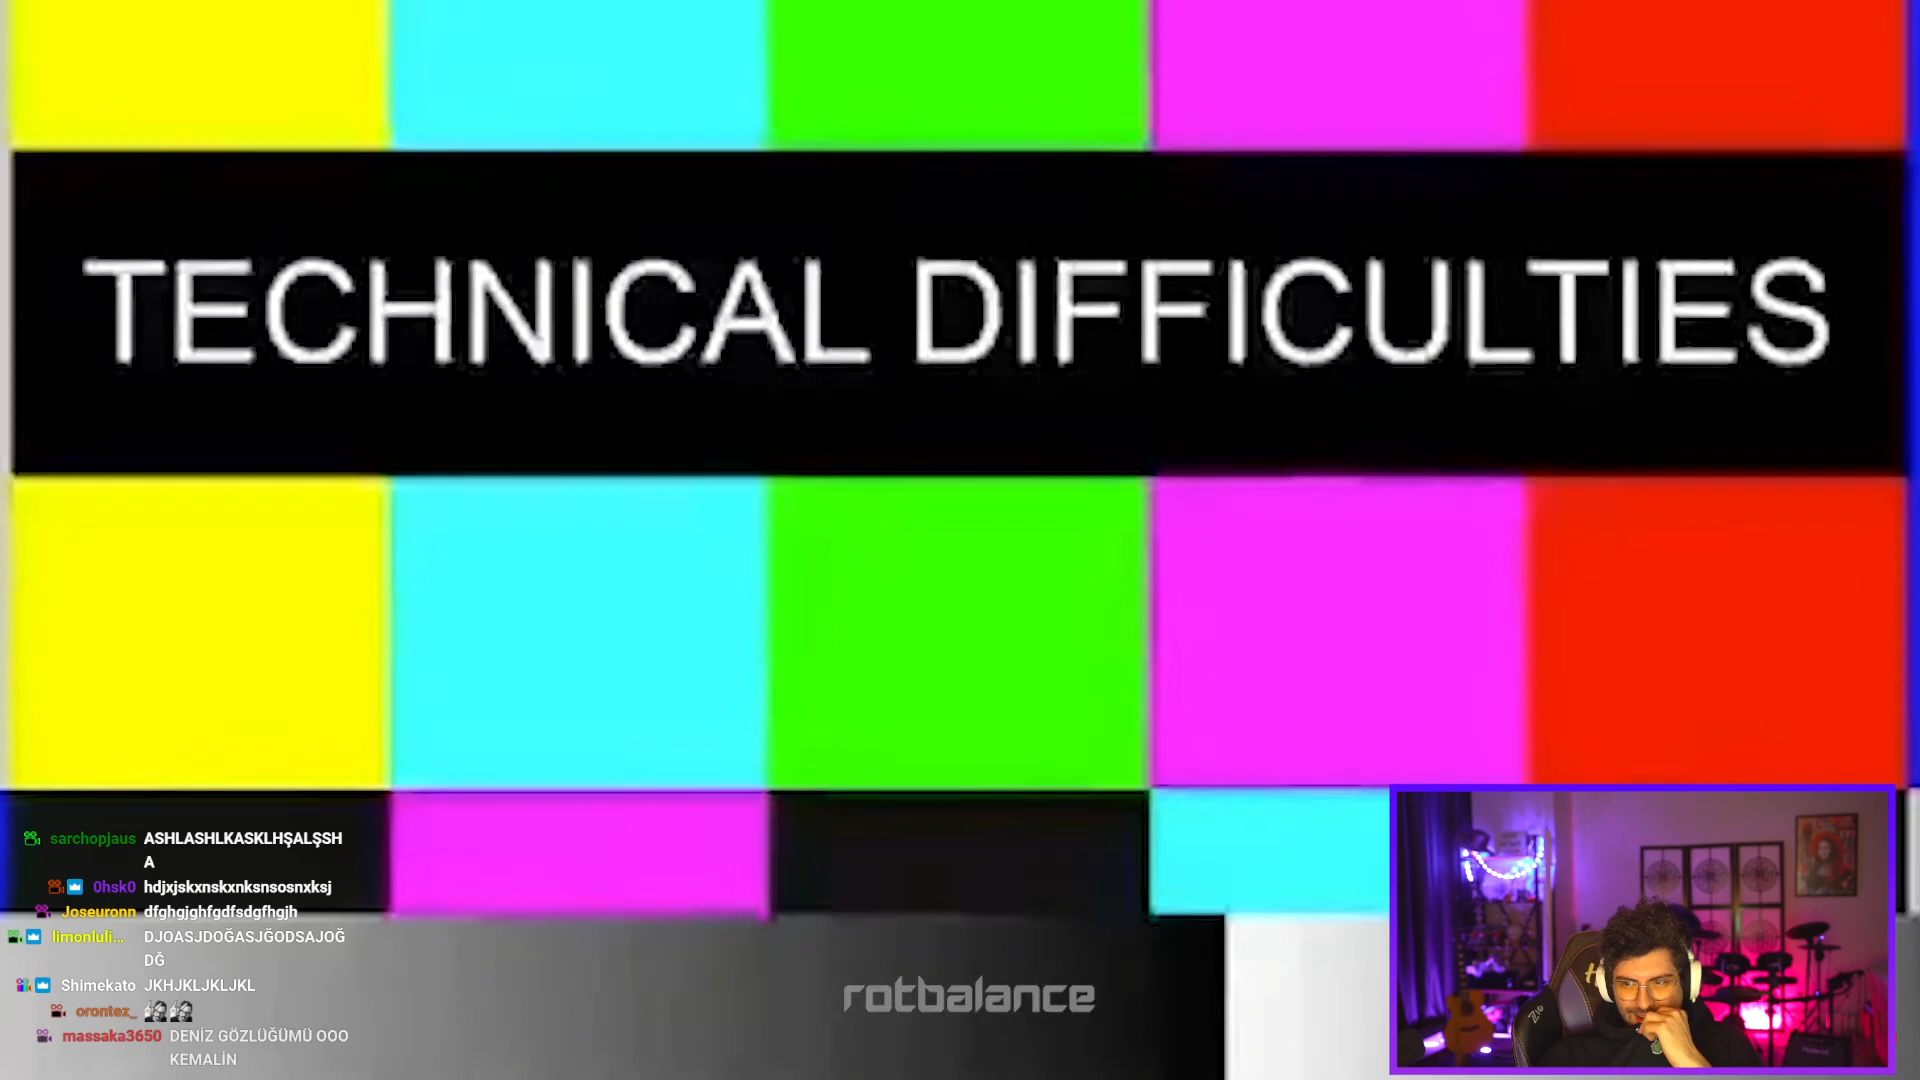 TECHNICAL DIFFICULTIES
sarchopjaus ASHLASHLKASKLHŞALŞSH
A
0hsk0 hdjxjskxnskxnksnsosnxksj
Joseuronn dfghgjghfgdfsdgfhgjh
limonluli... DJOASJDOĞASJĞODSAJOĞ
DĞ
Shimekato JKHJKLJKLJKL
orontez_
massaka3650 DENİZ GÖZLÜĞÜMÜ OOO
KEMALİN
rotbalance